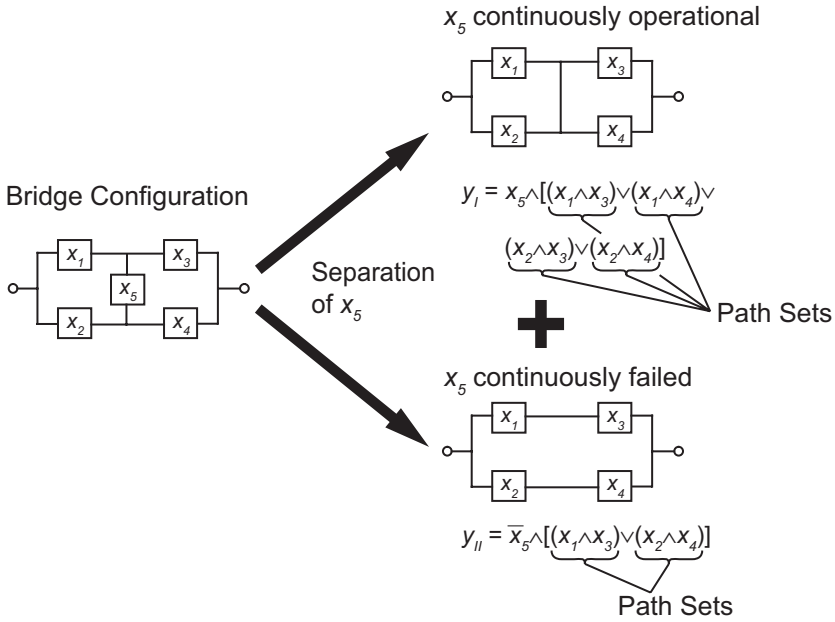 x₅ continuously operational
x₁ x₃
x₂ x₄
Bridge Configuration
x₁ x₃
x₅
x₂ x₄
Separation
of x₅
y_I = x₅∧[(x₁∧x₃)∨(x₁∧x₄)∨
(x₂∧x₃)∨(x₂∧x₄)]
Path Sets
+
x₅ continuously failed
x₁ x₃
x₂ x₄
y_II = x̅₅∧[(x₁∧x₃)∨(x₂∧x₄)]
Path Sets